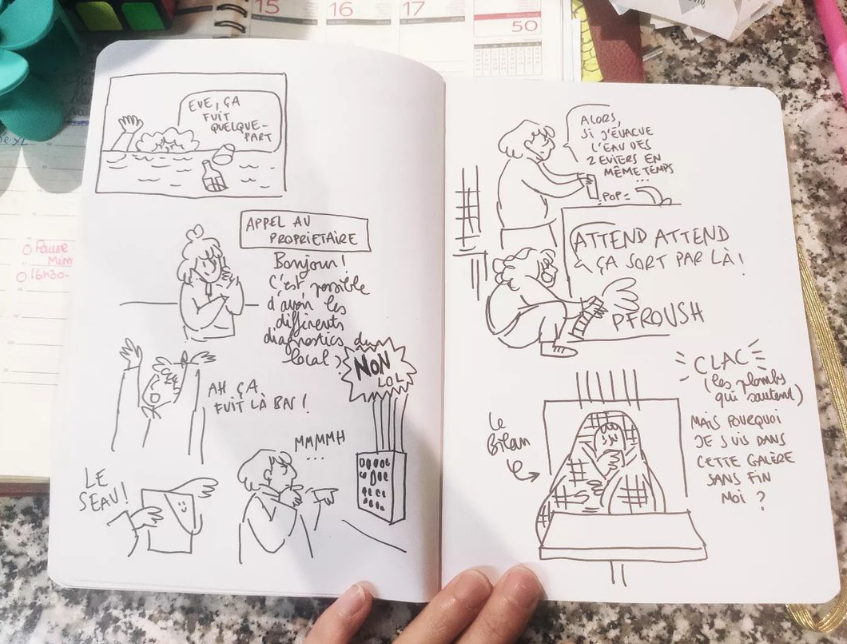 15
16
17
50
EVE, ÇA
FUIT
QUELQUE-
PART
APPEL AU
PROPRIETAIRE
Bonjour!
C'est possible
d'avoir les
différents
diagnostics du
local?
NON
LOL
AH ÇA
FUIT LÀ BAS!
MMMMH
...
LE
SEAU!
ALORS,
SI J'ÉVACUE
L'EAU DES
2 EVIERS EN
MÊME TEMPS
...
POP
ATTEND ATTEND
ÇA SORT PAR LÀ!
PFROUSH
CLAC
(les plombs
qui sautent)
Le
Bilan
MAIS POURQUOI
JE SUIS DANS
CETTE GALÈRE
SANS FIN
MOI?
Pause
16h30-